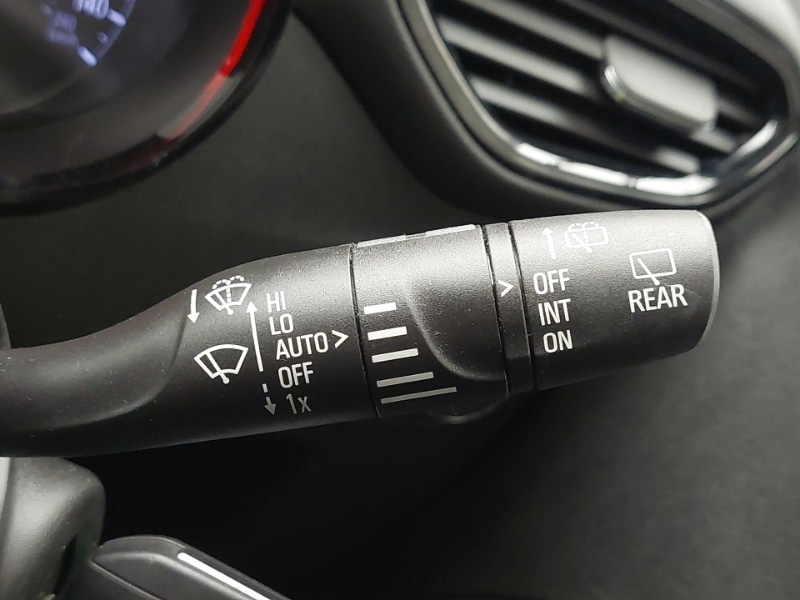 HI
LO
AUTO >
OFF
1x
> OFF
INT
ON
REAR